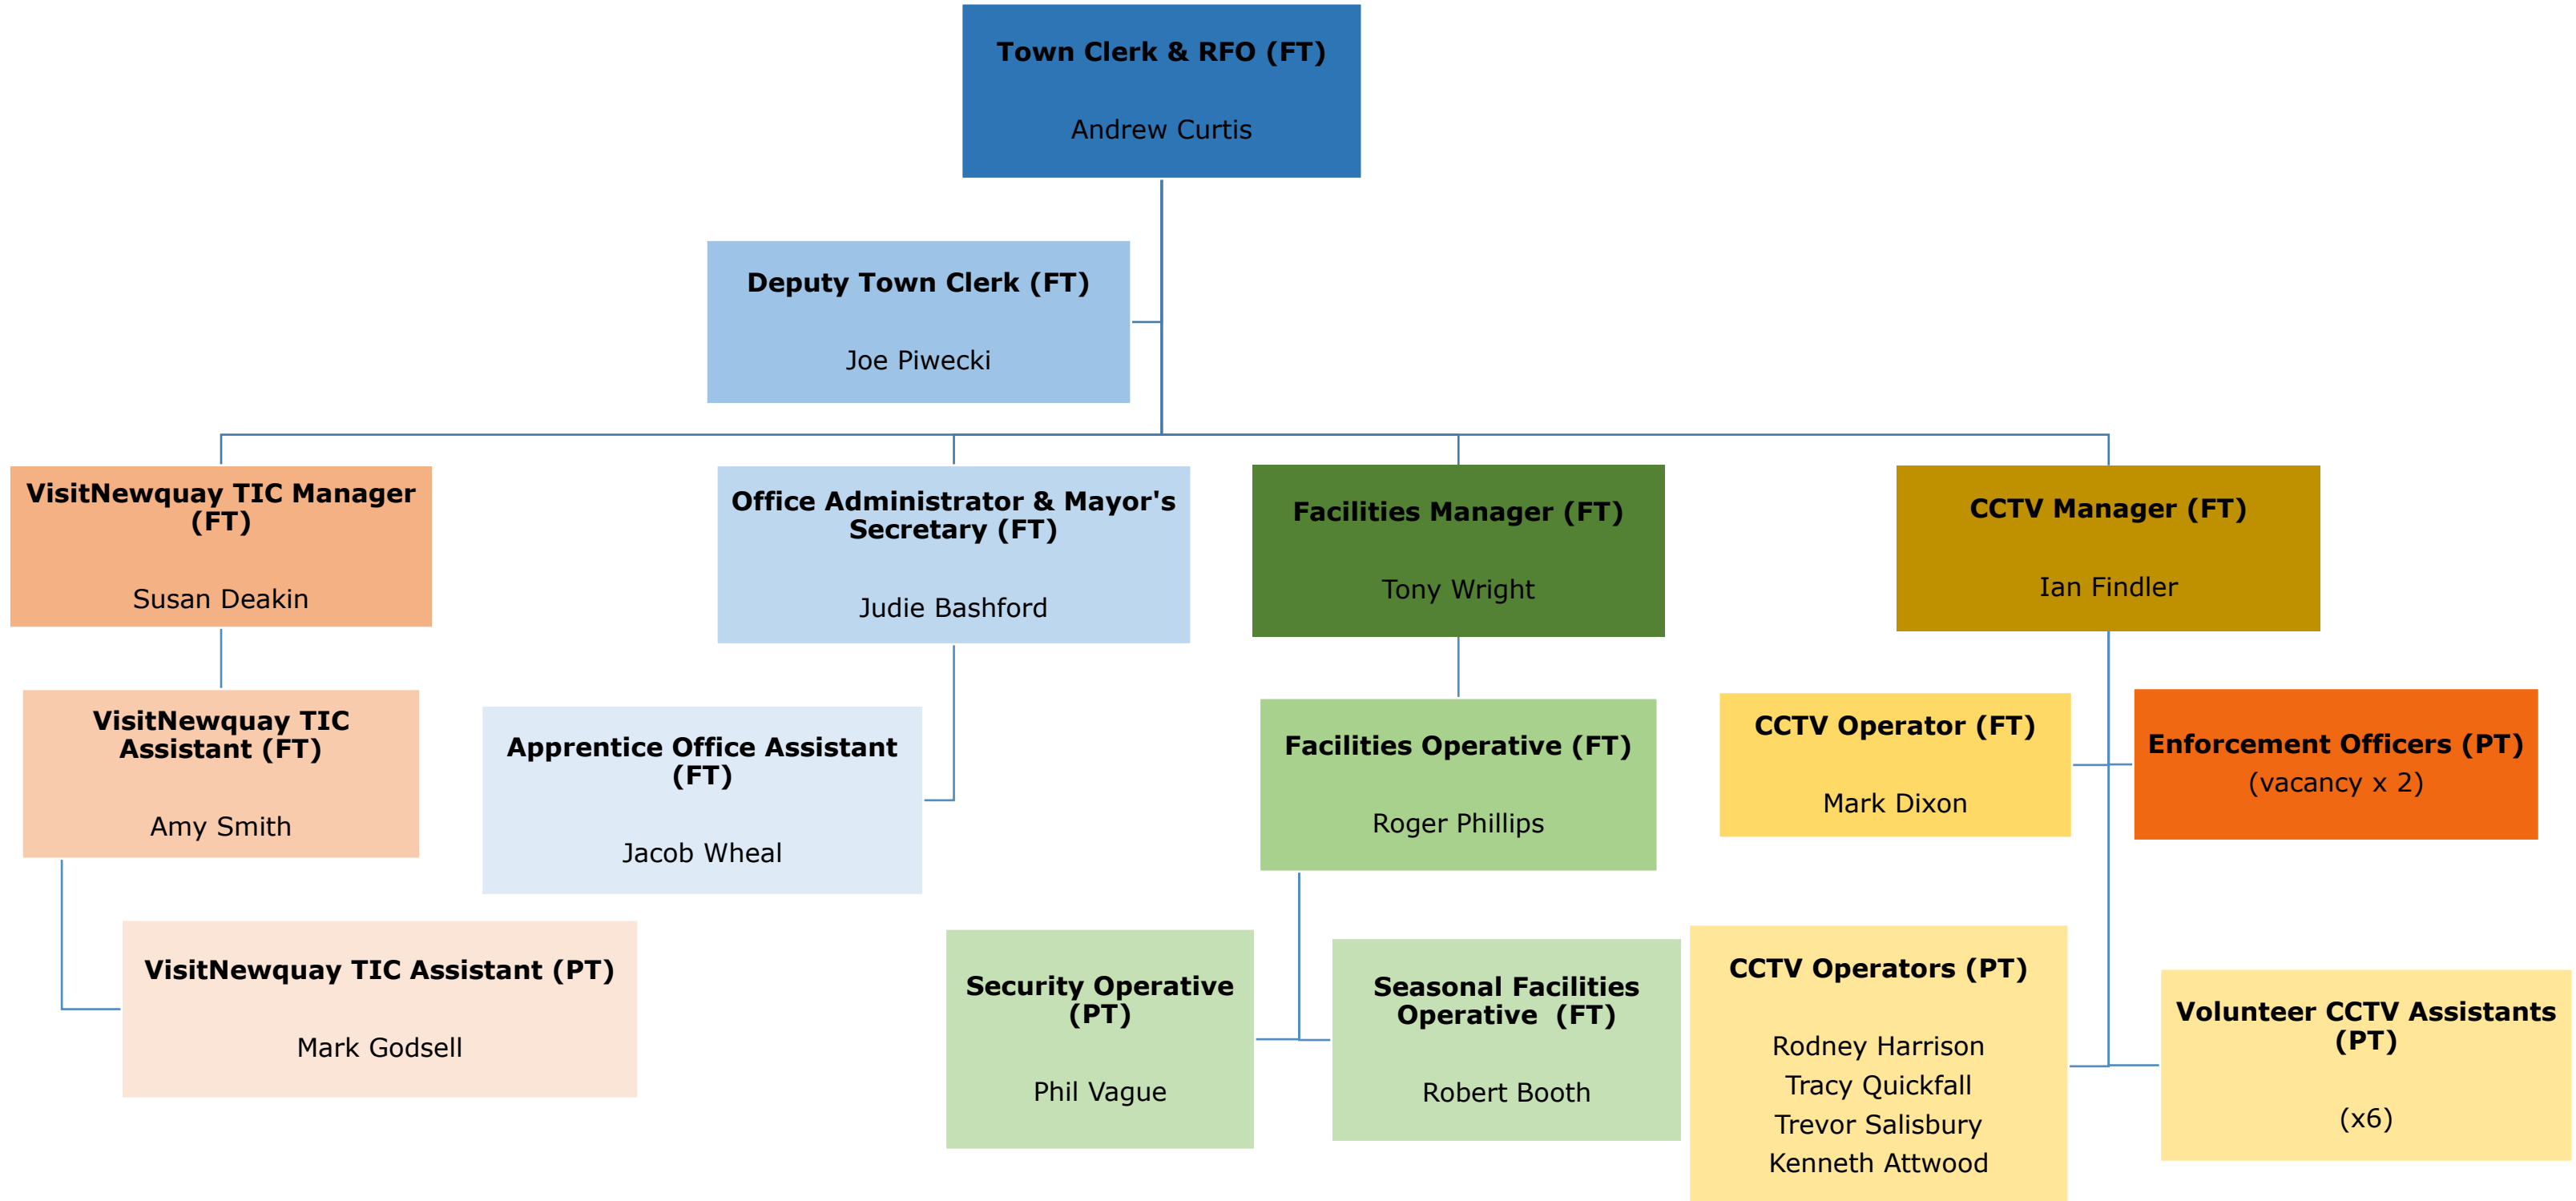 Town Clerk & RFO (FT)
Andrew Curtis
Deputy Town Clerk (FT)
Joe Piwecki
VisitNewquay TIC Manager
(FT)
Susan Deakin
Office Administrator & Mayor's
Secretary (FT)
Judie Bashford
Facilities Manager (FT)
Tony Wright
CCTV Manager (FT)
Ian Findler
VisitNewquay TIC
Assistant (FT)
Amy Smith
Apprentice Office Assistant
(FT)
Jacob Wheal
Facilities Operative (FT)
Roger Phillips
CCTV Operator (FT)
Mark Dixon
Enforcement Officers (PT)
(vacancy x 2)
VisitNewquay TIC Assistant (PT)
Mark Godsell
Security Operative
(PT)
Phil Vague
Seasonal Facilities
Operative (FT)
Robert Booth
CCTV Operators (PT)
Rodney Harrison
Tracy Quickfall
Trevor Salisbury
Kenneth Attwood
Volunteer CCTV Assistants
(PT)
(x6)